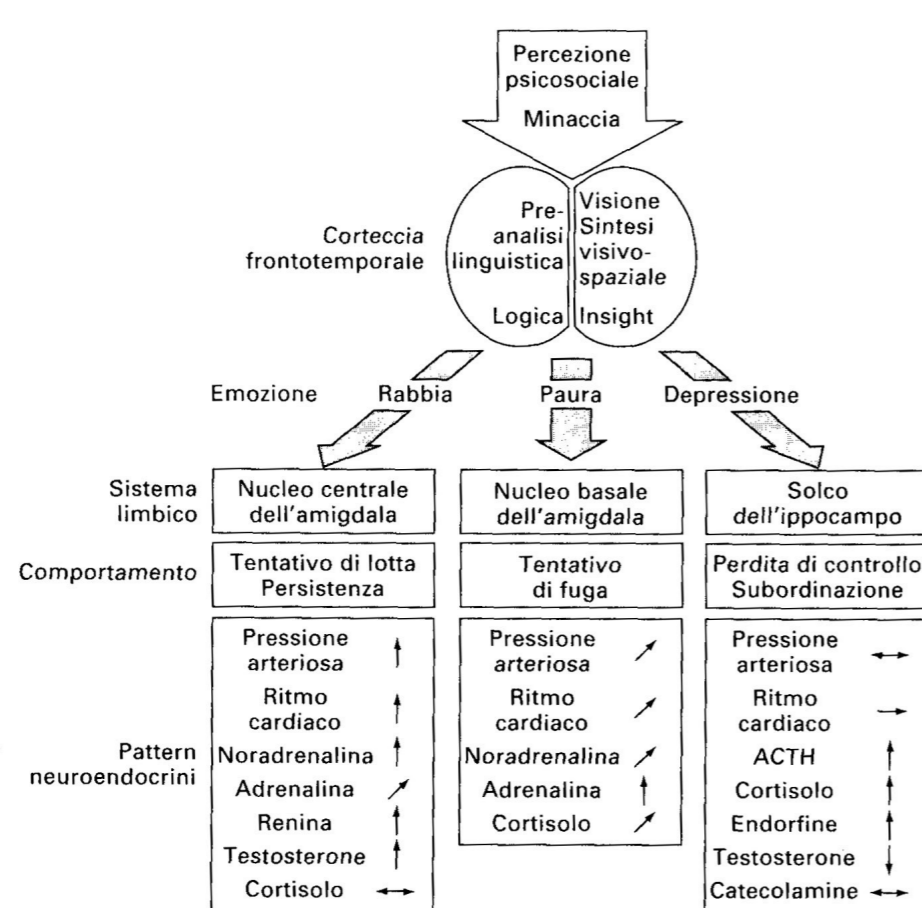 Percezione
psicosociale
Minaccia
Corteccia
frontotemporale
Pre-
analisi
linguistica
Logica
Visione
Sintesi
visivo-
spaziale
Insight
Emozione
Rabbia
Paura
Depressione
Sistema
limbico
Nucleo centrale
dell'amigdala
Nucleo basale
dell'amigdala
Solco
dell'ippocampo
Comportamento
Tentativo di lotta
Persistenza
Tentativo
di fuga
Perdita di controllo
Subordinazione
Pattern
neuroendocrini
Pressione
arteriosa ↑
Ritmo
cardiaco ↑
Noradrenalina ↑
Adrenalina ↗
Renina ↑
Testosterone ↑
Cortisolo ↔
Pressione
arteriosa ↗
Ritmo
cardiaco ↗
Noradrenalina ↗
Adrenalina ↑
Cortisolo ↗
Pressione
arteriosa ↔
Ritmo
cardiaco →
ACTH ↑
Cortisolo ↑
Endorfine ↑
Testosterone ↓
Catecolamine ↔